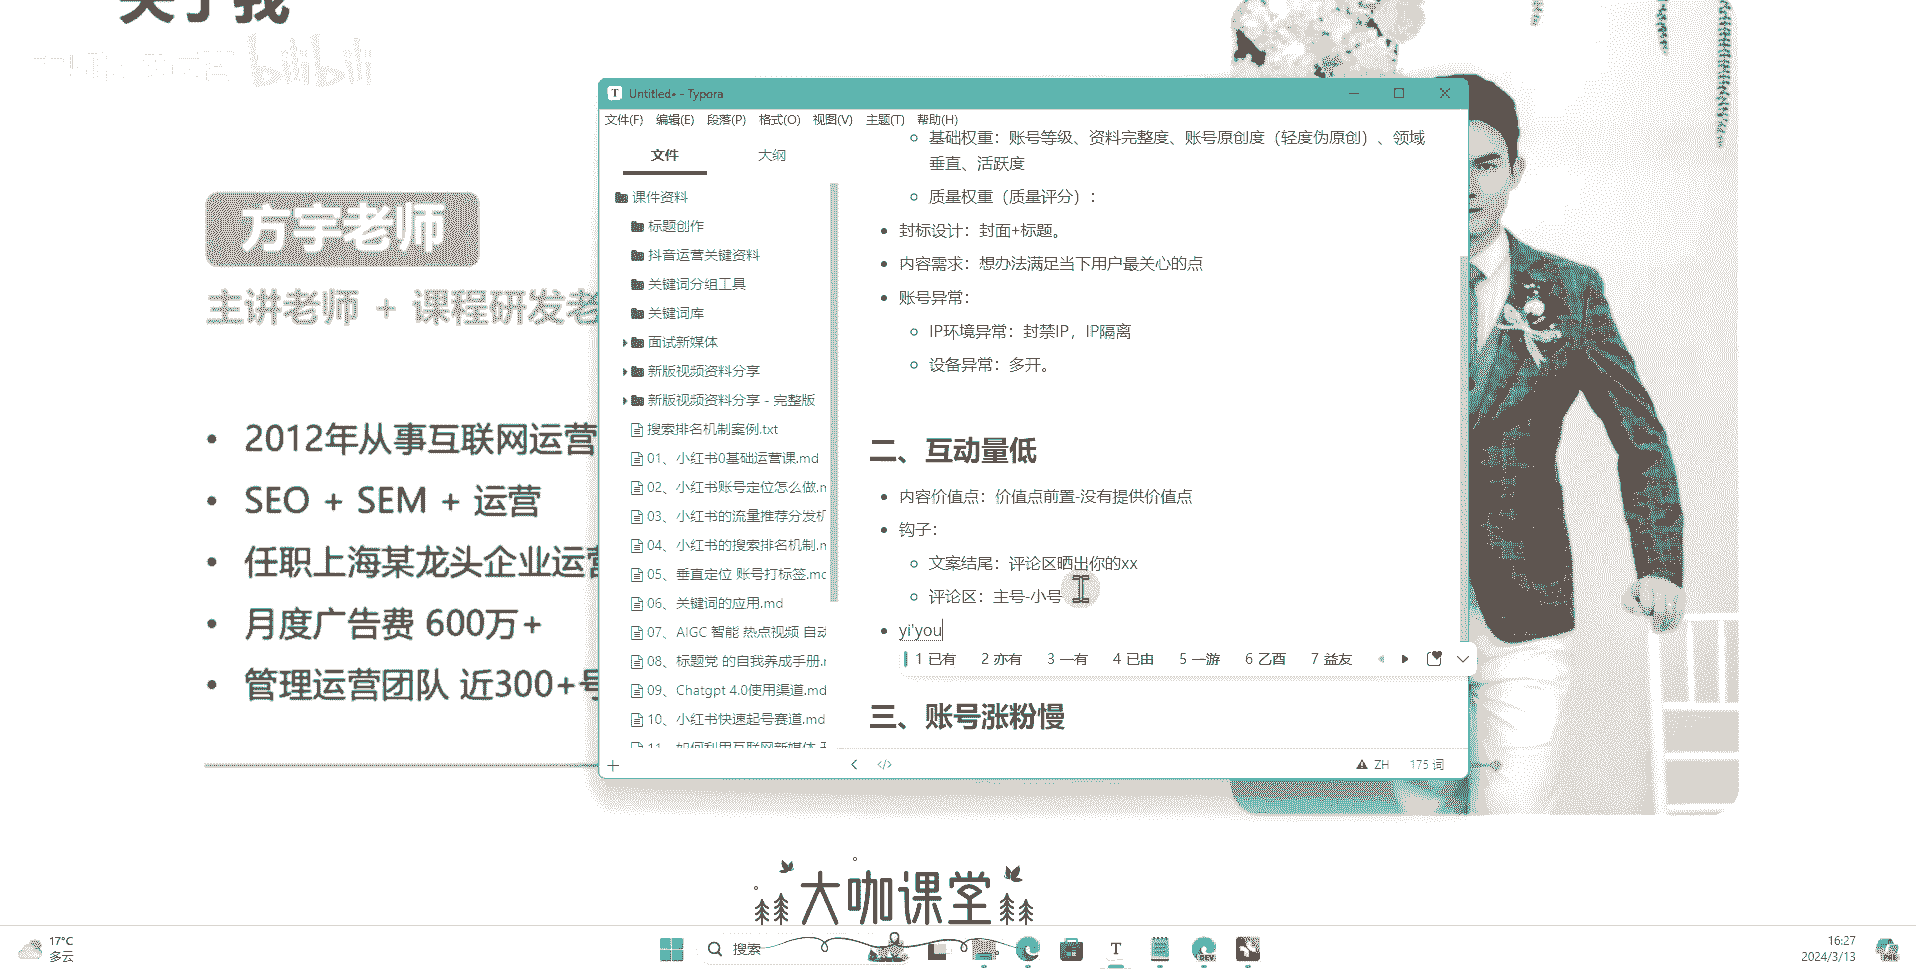 关于我
bilibili
方宇老师
主讲老师 + 课程研发老
• 2012年从事互联网运营
• SEO + SEM + 运营
• 任职上海某龙头企业运营
• 月度广告费 600万+
• 管理运营团队 近300+号
Untitled• - Typora
文件(F) 编辑(E) 段落(P) 格式(O) 视图(V) 主题(T) 帮助(H)
文件 大纲
课件资料
标题创作
抖音运营关键资料
关键词分组工具
关键词库
面试新媒体
新版视频资料分享
新版视频资料分享 - 完整版
搜索排名机制案例.txt
01、小红书0基础运营课.md
02、小红书账号定位怎么做.m
03、小红书的流量推荐分发机
04、小红书的搜索排名机制.m
05、垂直定位 账号打标签.md
06、关键词的应用.md
07、AIGC 智能 热点视频 自动
08、标题党 的自我养成手册.m
09、Chatgpt 4.0使用渠道.md
10、小红书快速起号赛道.md
11、如何利用互联网新媒体
基础权重：账号等级、资料完整度、账号原创度（轻度伪原创）、领域
垂直、活跃度
质量权重（质量评分）：
封标设计：封面+标题。
内容需求：想办法满足当下用户最关心的点
账号异常：
IP环境异常：封禁IP，IP隔离
设备异常：多开。
二、互动量低
内容价值点：价值点前置-没有提供价值点
钩子：
文案结尾：评论区晒出你的xx
评论区：主号-小号
yi'you
1 已有 2 亦有 3 一有 4 已由 5 一游 6 乙酉 7 益友
三、账号涨粉慢
ZH 175 词
大咖课堂
17°C
多云
搜索
16:27
2024/3/13